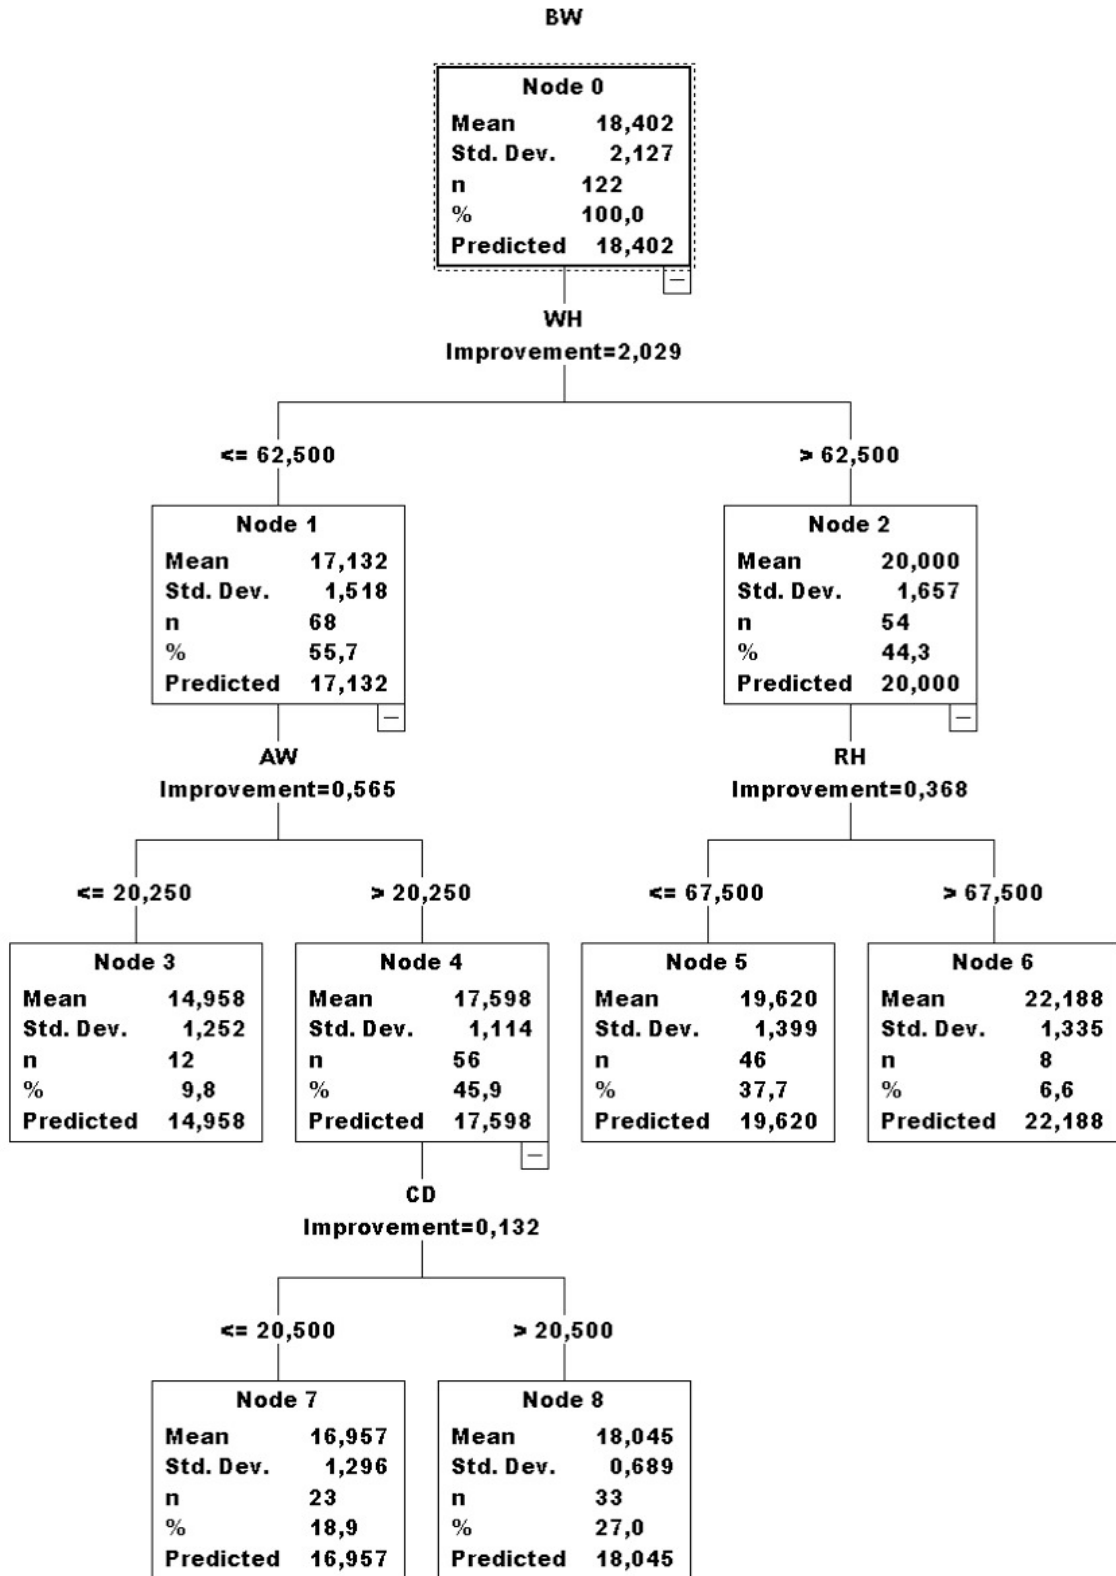 BW
Node 0
Mean 18,402
Std. Dev. 2,127
n 122
% 100,0
Predicted 18,402
WH
Improvement=2,029
<= 62,500
> 62,500
Node 1
Mean 17,132
Std. Dev. 1,518
n 68
% 55,7
Predicted 17,132
Node 2
Mean 20,000
Std. Dev. 1,657
n 54
% 44,3
Predicted 20,000
AW
Improvement=0,565
RH
Improvement=0,368
<= 20,250
> 20,250
<= 67,500
> 67,500
Node 3
Mean 14,958
Std. Dev. 1,252
n 12
% 9,8
Predicted 14,958
Node 4
Mean 17,598
Std. Dev. 1,114
n 56
% 45,9
Predicted 17,598
Node 5
Mean 19,620
Std. Dev. 1,399
n 46
% 37,7
Predicted 19,620
Node 6
Mean 22,188
Std. Dev. 1,335
n 8
% 6,6
Predicted 22,188
CD
Improvement=0,132
<= 20,500
> 20,500
Node 7
Mean 16,957
Std. Dev. 1,296
n 23
% 18,9
Predicted 16,957
Node 8
Mean 18,045
Std. Dev. 0,689
n 33
% 27,0
Predicted 18,045